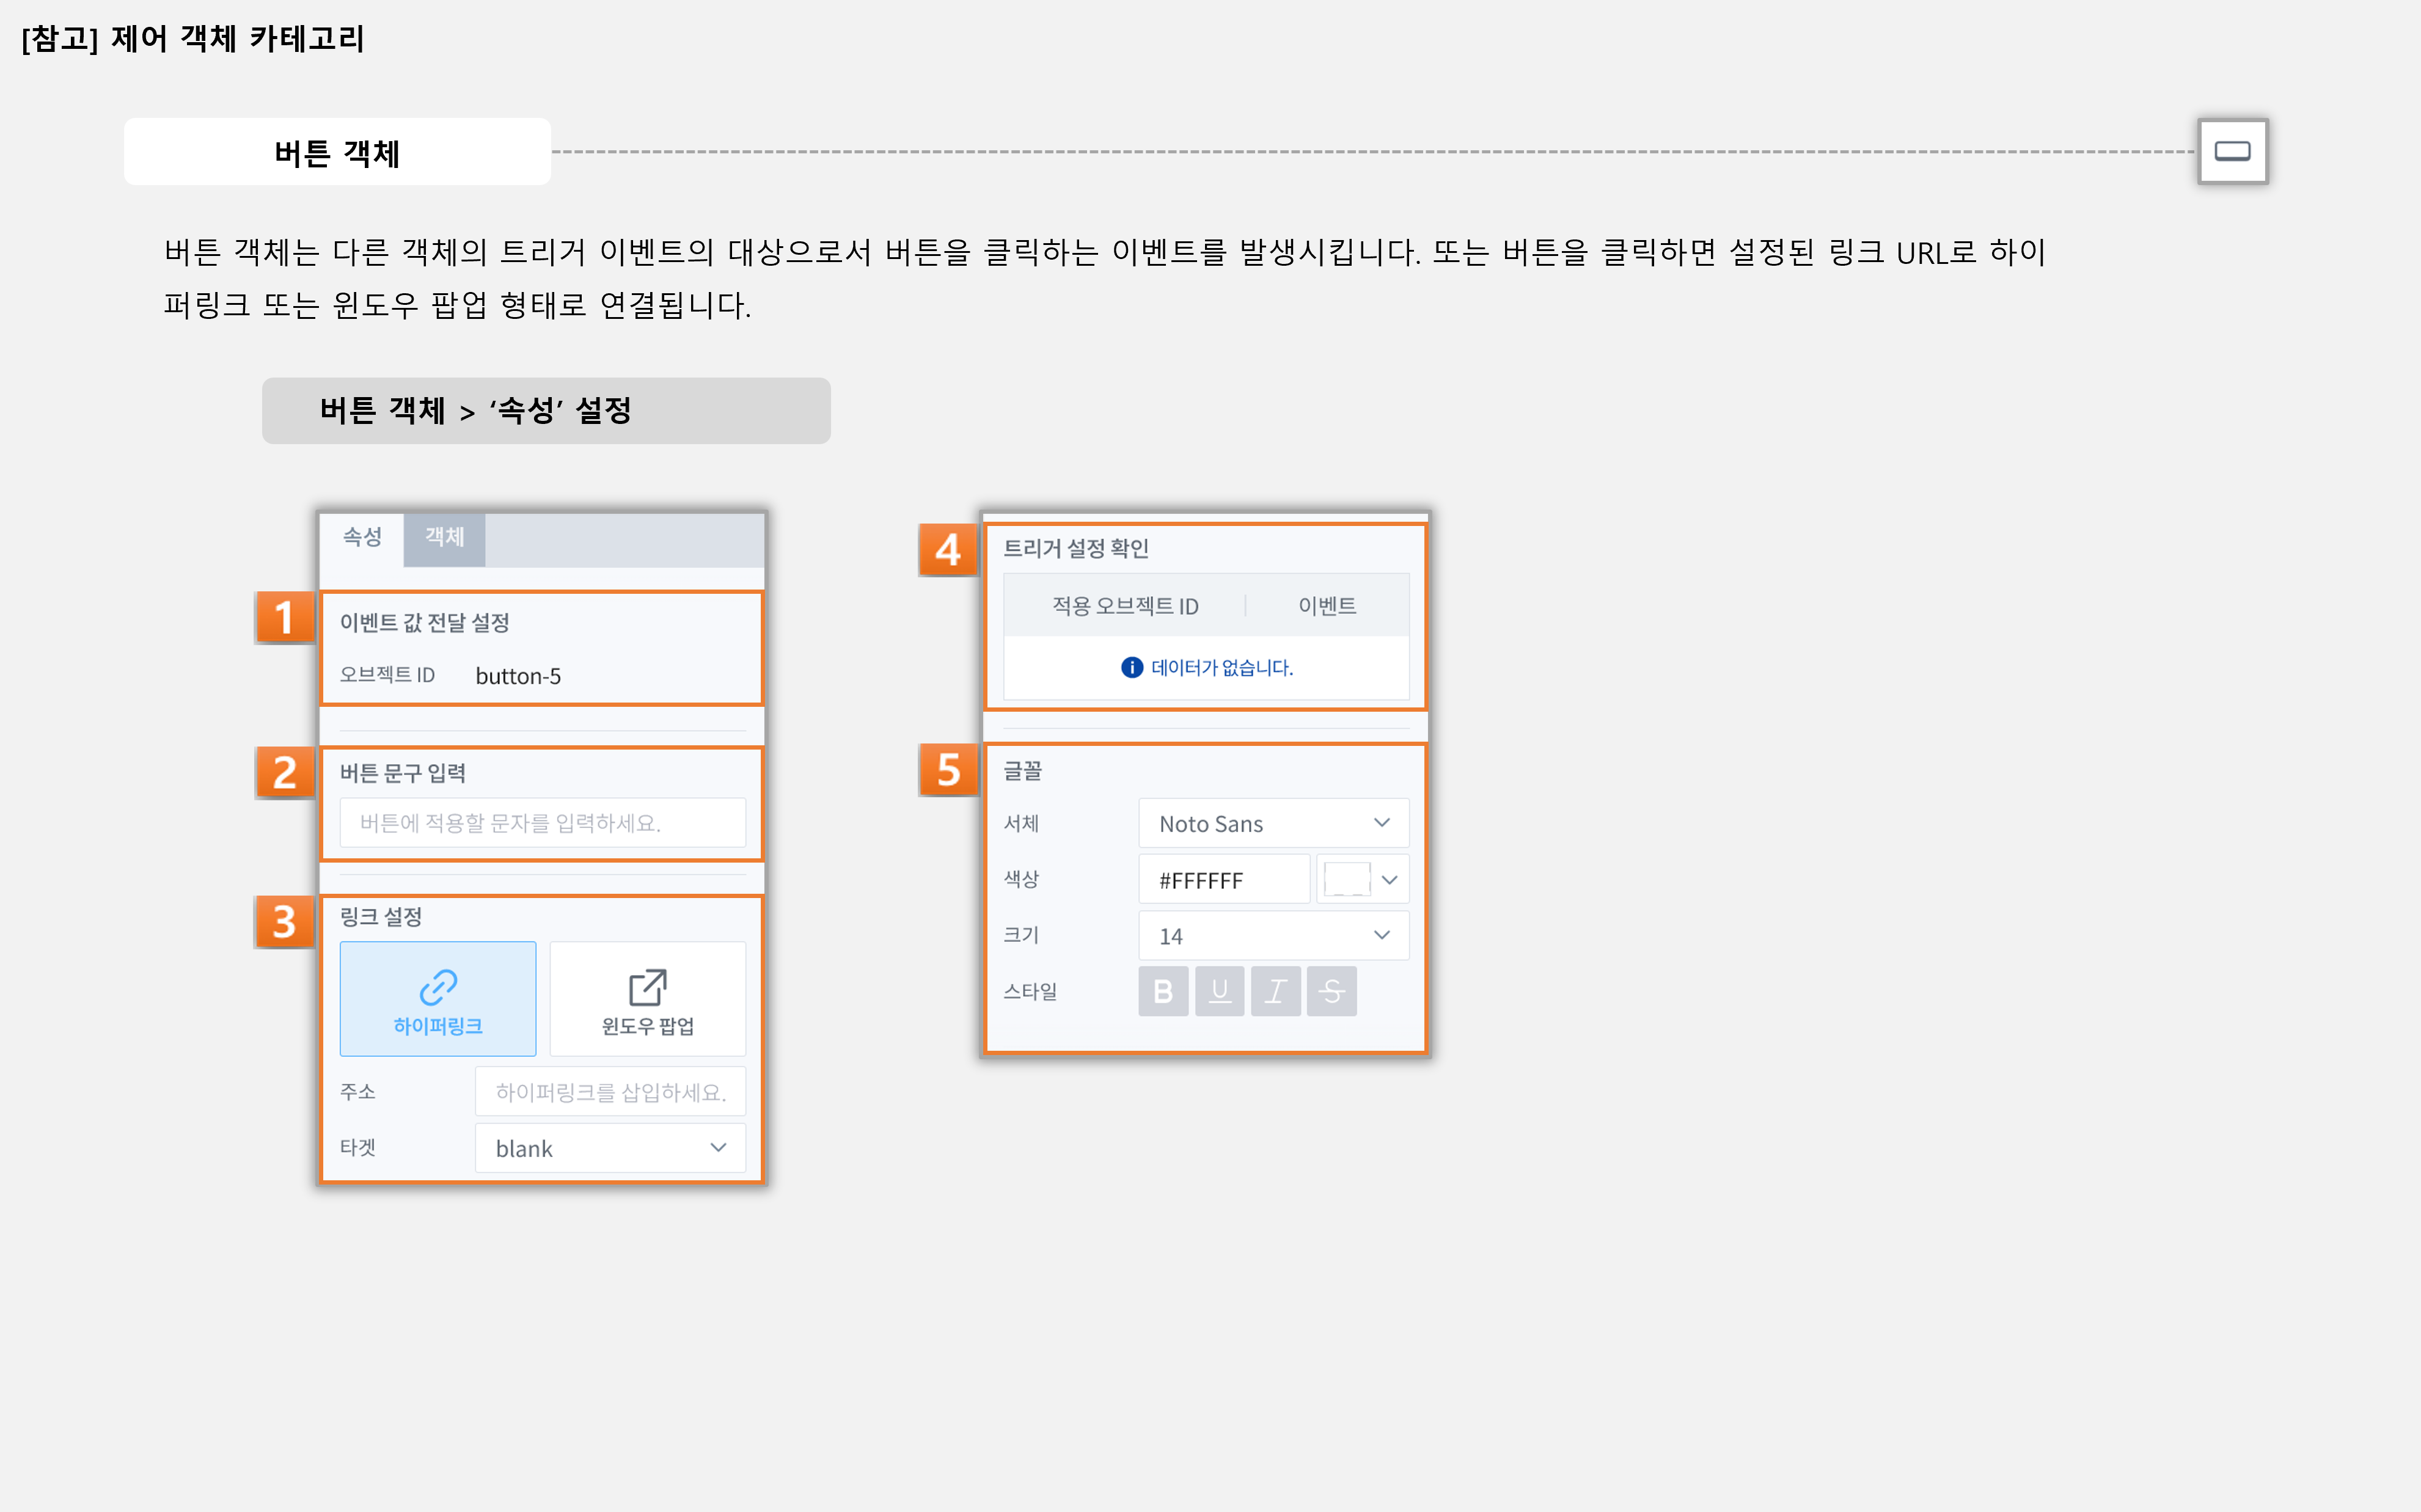 [참고] 제어 객체 카테고리
버튼 객체
버튼 객체는 다른 객체의 트리거 이벤트의 대상으로서 버튼을 클릭하는 이벤트를 발생시킵니다. 또는 버튼을 클릭하면 설정된 링크 URL로 하이
퍼링크 또는 윈도우 팝업 형태로 연결됩니다.
버튼 객체 > ‘속성’ 설정
속성 객체
1
이벤트 값 전달 설정
오브젝트 ID button-5
2
버튼 문구 입력
버튼에 적용할 문자를 입력하세요.
3
링크 설정
하이퍼링크 윈도우 팝업
주소 하이퍼링크를 삽입하세요.
타겟 blank
4
트리거 설정 확인
적용 오브젝트 ID 이벤트
데이터가 없습니다.
5
글꼴
서체 Noto Sans
색상 #FFFFFF
크기 14
스타일 B U I S